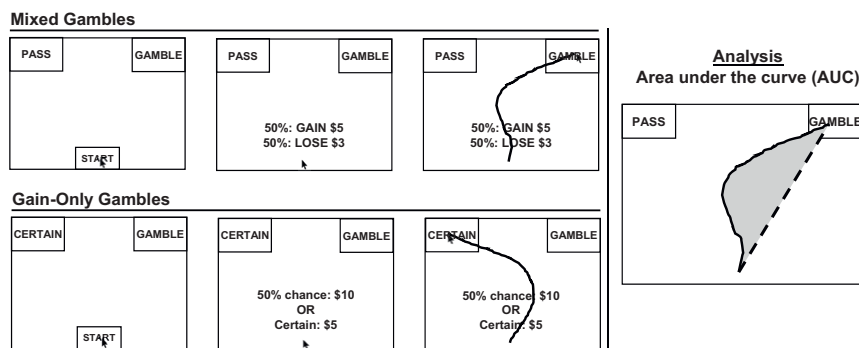 Mixed Gambles
PASS GAMBLE
START
PASS GAMBLE
50%: GAIN $5
50%: LOSE $3
PASS GAMBLE
50%: GAIN $5
50%: LOSE $3
Gain-Only Gambles
CERTAIN GAMBLE
START
CERTAIN GAMBLE
50% chance: $10
OR
Certain: $5
CERTAIN GAMBLE
50% chance: $10
OR
Certain: $5
Analysis
Area under the curve (AUC)
PASS GAMBLE